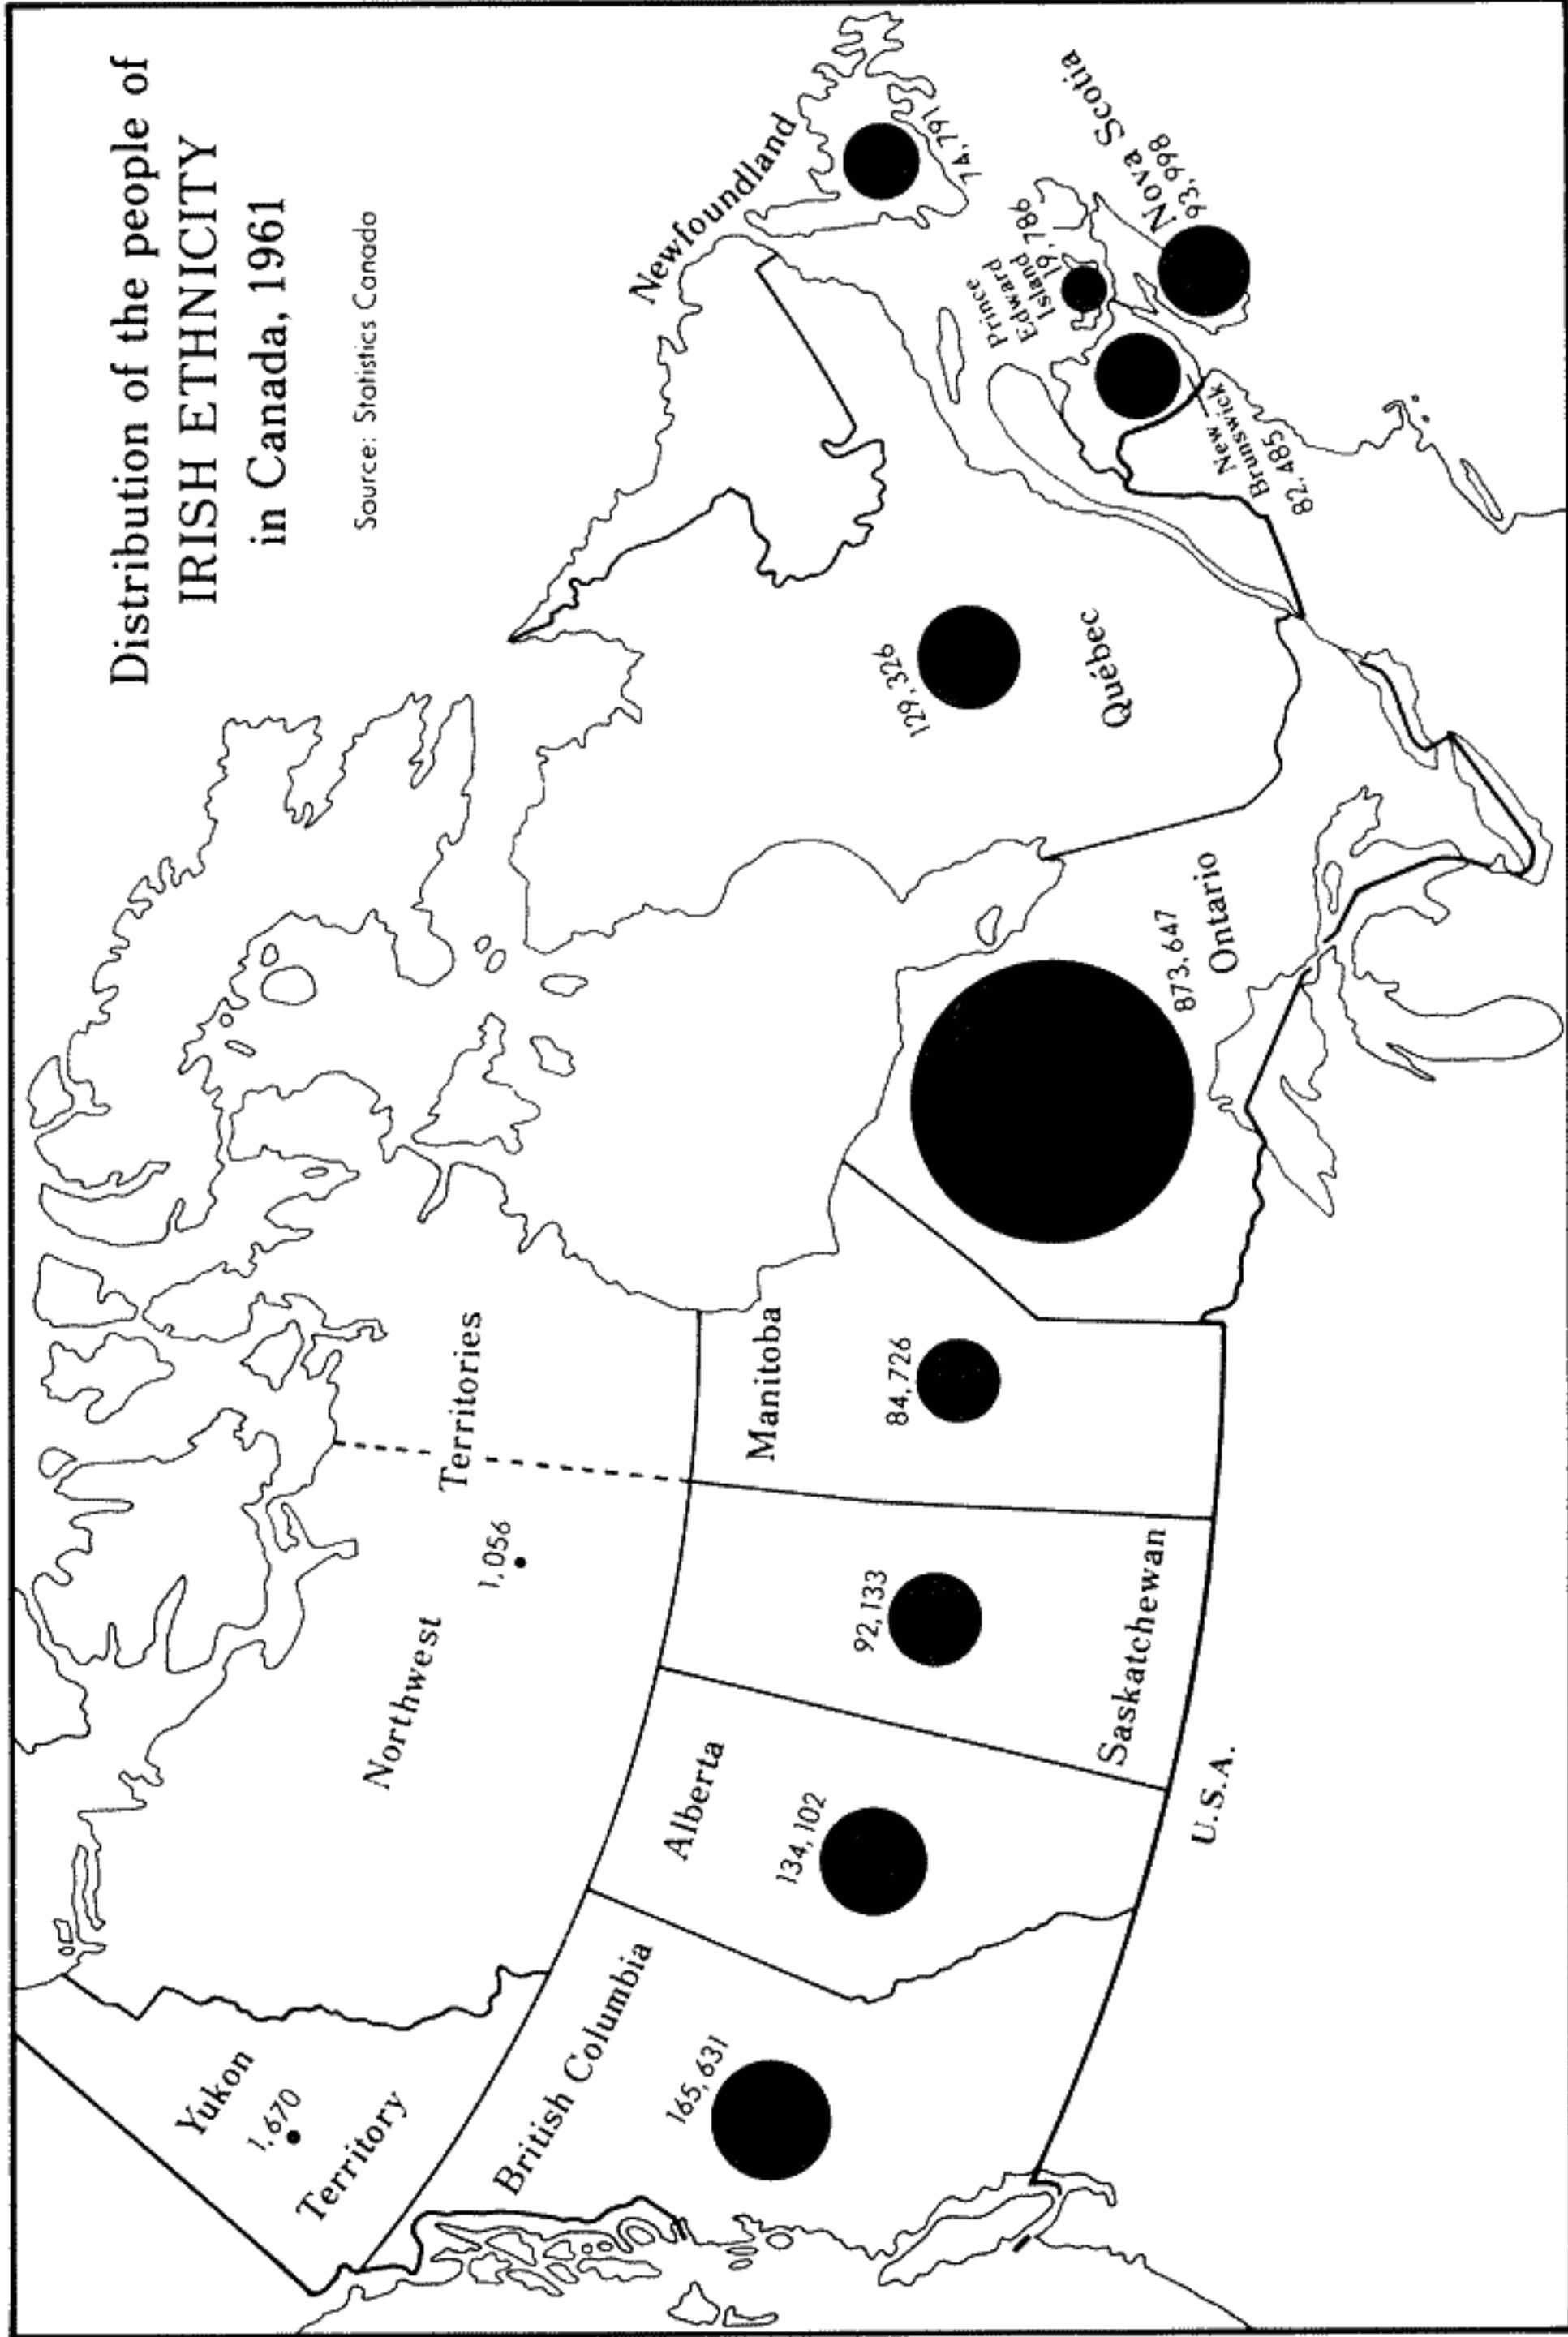 Distribution of the people of
IRISH ETHNICITY
in Canada, 1961
Source: Statistics Canada
Yukon
1,670
Territory
Northwest
Territories
1,056
British Columbia
165,631
Alberta
134,102
Saskatchewan
92,133
Manitoba
84,726
Ontario
873,647
Québec
129,326
Newfoundland
74,791
Prince
Edward
Island
19,786
Nova Scotia
93,998
New
Brunswick
82,485
U.S.A.